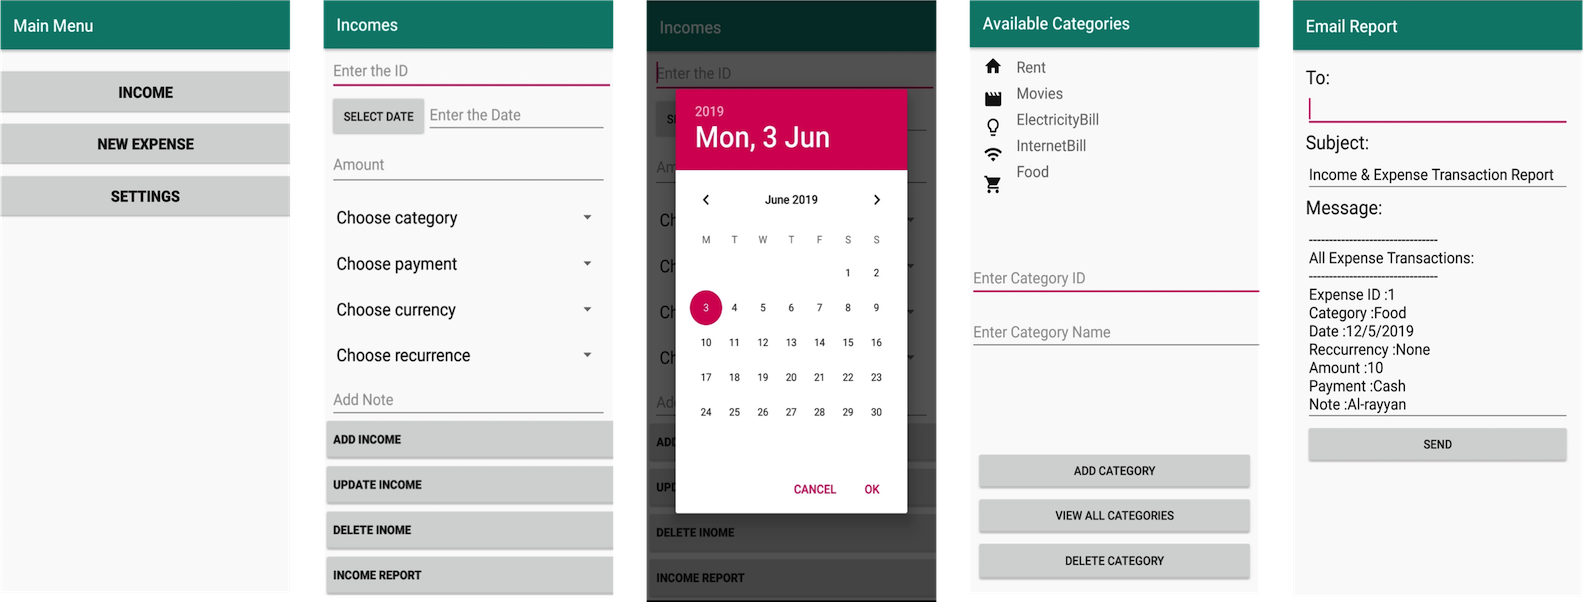 Main Menu
INCOME
NEW EXPENSE
SETTINGS
Incomes
Enter the ID
SELECT DATE Enter the Date
Amount
Choose category
Choose payment
Choose currency
Choose recurrence
Add Note
ADD INCOME
UPDATE INCOME
DELETE INOME
INCOME REPORT
Incomes
Enter the ID
2019
Mon, 3 Jun
June 2019
M T W T F S S
1 2
3 4 5 6 7 8 9
10 11 12 13 14 15 16
17 18 19 20 21 22 23
24 25 26 27 28 29 30
CANCEL OK
DELETE INOME
INCOME REPORT
Available Categories
Rent
Movies
ElectricityBill
InternetBill
Food
Enter Category ID
Enter Category Name
ADD CATEGORY
VIEW ALL CATEGORIES
DELETE CATEGORY
Email Report
To:
Subject:
Income & Expense Transaction Report
Message:
--------------------------------
All Expense Transactions:
--------------------------------
Expense ID :1
Category :Food
Date :12/5/2019
Reccurrency :None
Amount :10
Payment :Cash
Note :Al-rayyan
SEND